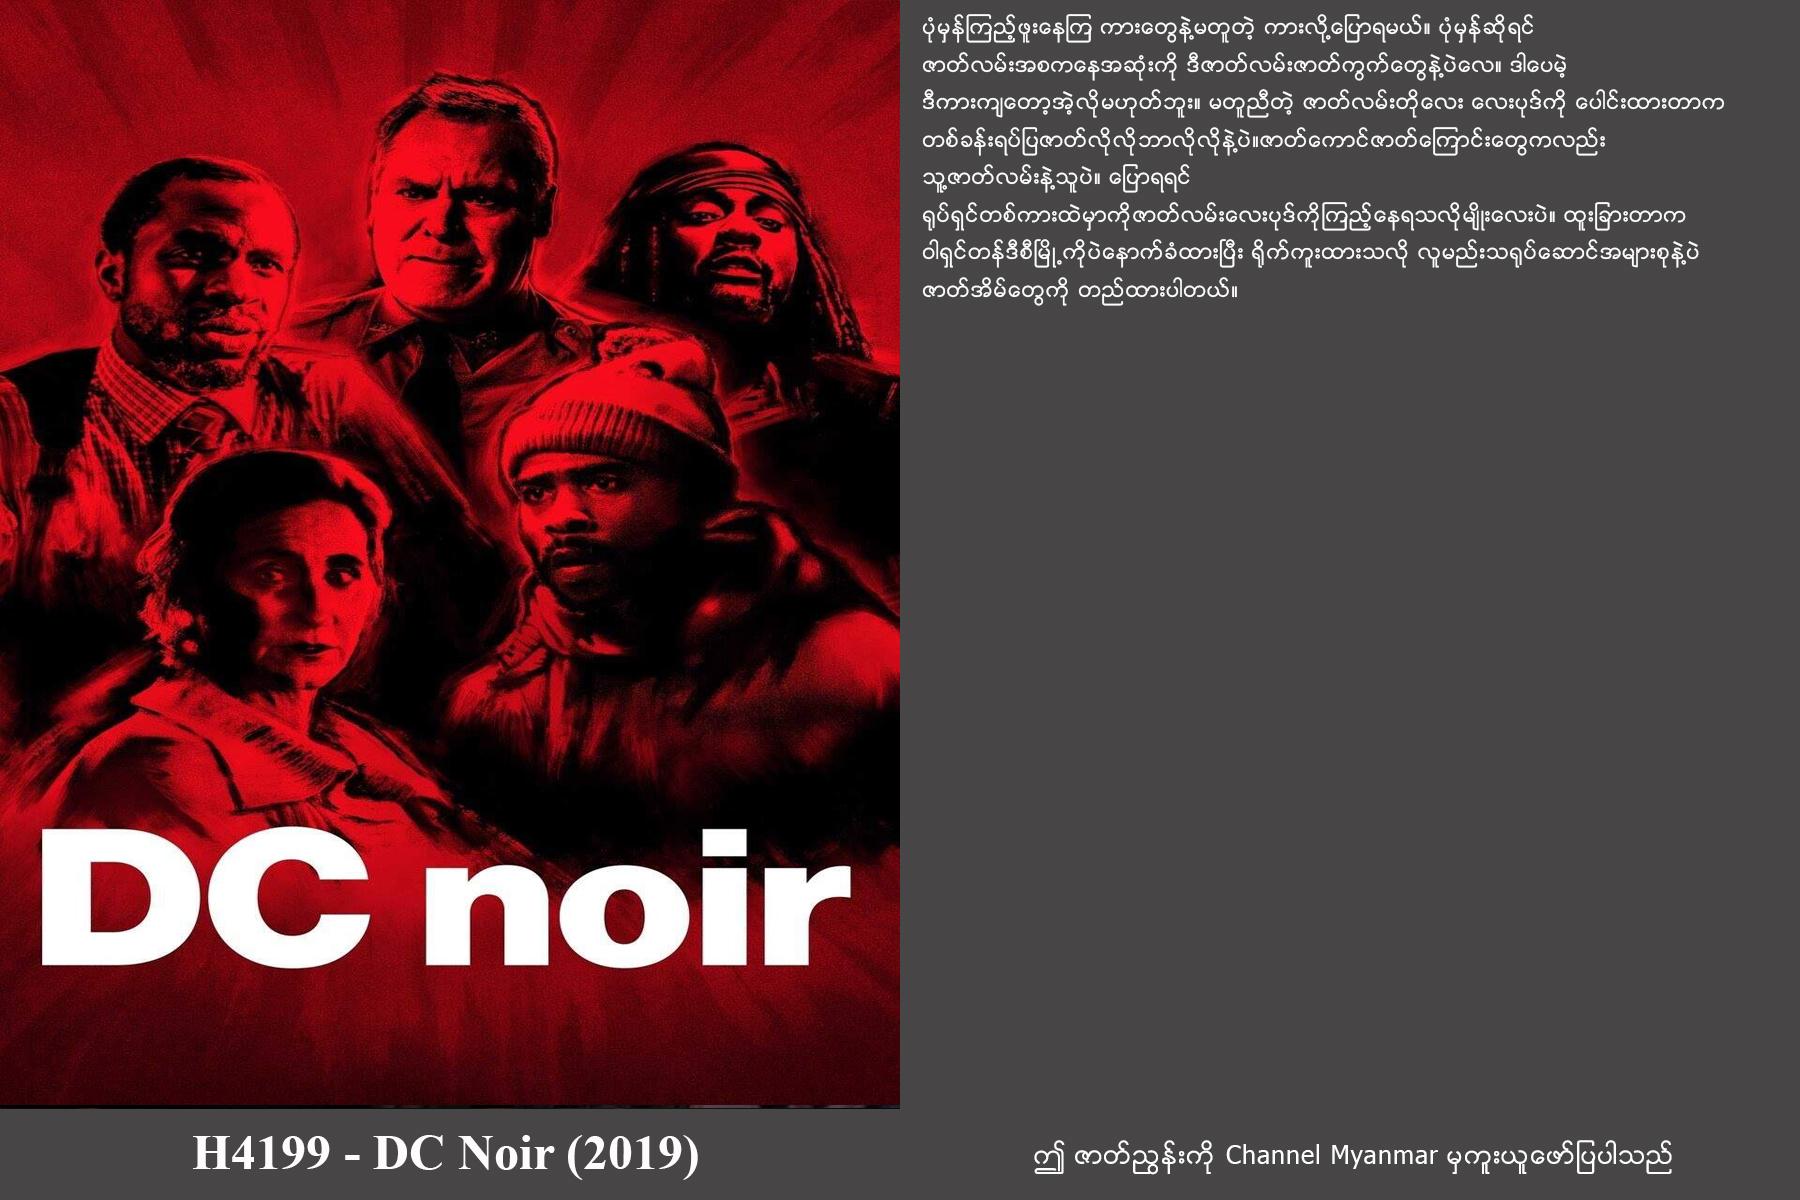 ပုံမှန်ကြည့်ဖူးနေကြ ကားတွေနဲ့မတူတဲ့ ကားလို့ပြောရမယ်။ ပုံမှန်ဆိုရင်
ဇာတ်လမ်းအစကနေအဆုံးကို ဒီဇာတ်လမ်းဇာတ်ကွက်တွေနဲ့ပဲလေ။ ဒါပေမဲ့
ဒီကားကျတော့အဲ့လိုမဟုတ်ဘူး။ မတူညီတဲ့ ဇာတ်လမ်းတိုလေး လေးပုဒ်ကို ပေါင်းထားတာက
တစ်ခန်းရပ်ပြဇာတ်လိုလိုဘာလိုလိုနဲ့ပဲ။ဇာတ်ကောင်ဇာတ်ကြောင်းတွေကလည်း
သူ့ဇာတ်လမ်းနဲ့သူပဲ။ ပြောရရင်
ရုပ်ရှင်တစ်ကားထဲမှာကိုဇာတ်လမ်းလေးပုဒ်ကိုကြည့်နေရသလိုမျိုးလေးပဲ။ ထူးခြားတာက
ဝါရှင်တန်ဒီစီမြို့ကိုပဲနောက်ခံထားပြီး ရိုက်ကူးထားသလို လူမည်းသရုပ်ဆောင်အများစုနဲ့ပဲ
ဇာတ်အိမ်တွေကို တည်ထားပါတယ်။
DC noir
H4199 - DC Noir (2019)
ဤ ဇာတ်ညွှန်းကို Channel Myanmar မှကူးယူဖော်ပြပါသည်